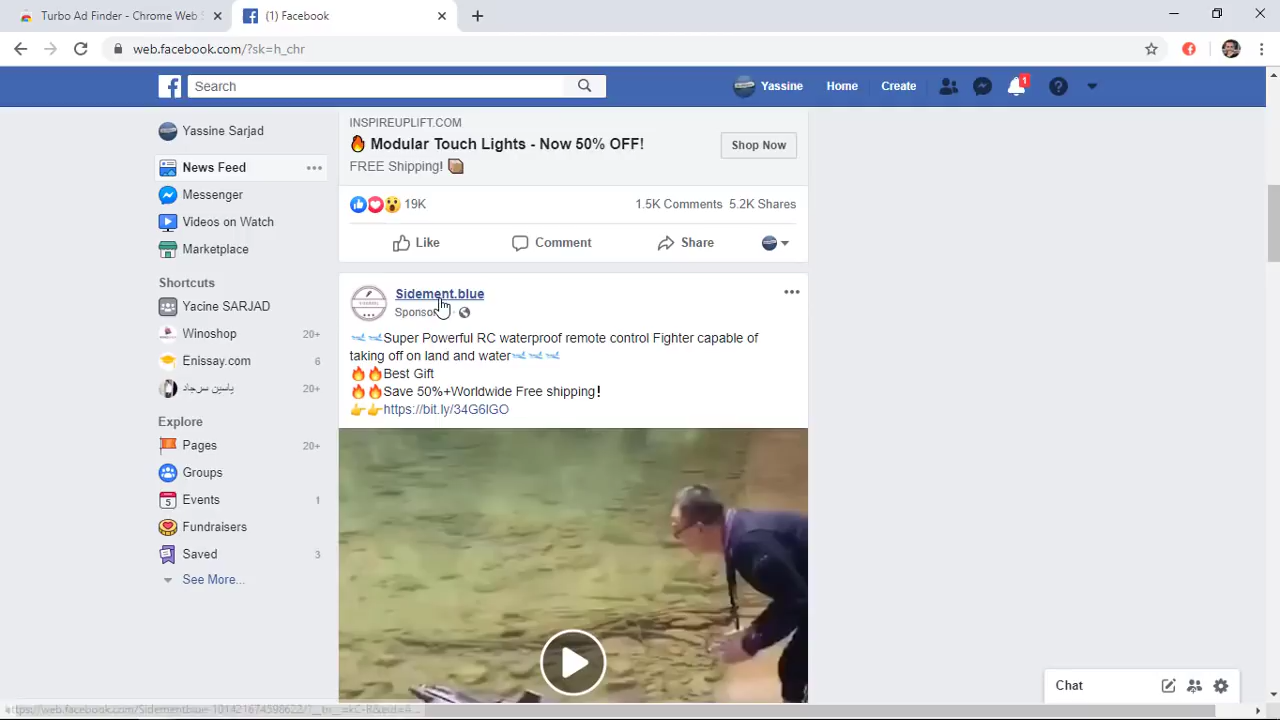 Turbo Ad Finder - Chrome Web S
(1) Facebook
web.facebook.com/?sk=h_chr
Search
Yassine
Home
Create
1
Yassine Sarjad
News Feed
Messenger
Videos on Watch
Marketplace
Shortcuts
Yacine SARJAD
Winoshop 20+
Enissay.com 6
ياسين سرجاد 20+
Explore
Pages 20+
Groups
Events 1
Fundraisers
Saved 3
See More...
INSPIREUPLIFT.COM
🔥 Modular Touch Lights - Now 50% OFF!
FREE Shipping!
Shop Now
19K
1.5K Comments 5.2K Shares
Like Comment Share
Sidement.blue
Super Powerful RC waterproof remote control Fighter capable of
taking off on land and water
🔥🔥Best Gift
🔥🔥Save 50%+Worldwide Free shipping!
👉👉https://bit.ly/34G6lGO
Chat